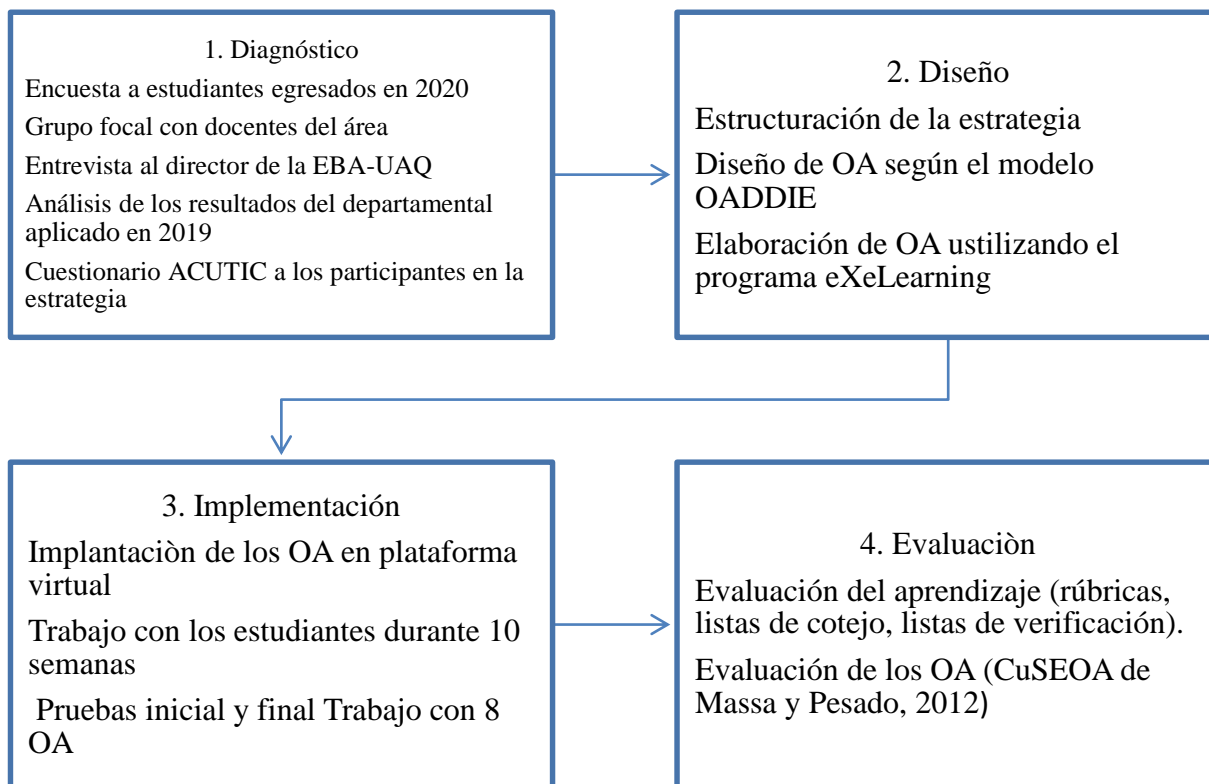 1. Diagnóstico
Encuesta a estudiantes egresados en 2020
Grupo focal con docentes del área
Entrevista al director de la EBA-UAQ
Análisis de los resultados del departamental
aplicado en 2019
Cuestionario ACUTIC a los participantes en la
estrategia
2. Diseño
Estructuración de la estrategia
Diseño de OA según el modelo
OADDIE
Elaboración de OA ustilizando el
programa eXeLearning
3. Implementación
Implantaciòn de los OA en plataforma
virtual
Trabajo con los estudiantes durante 10
semanas
Pruebas inicial y final Trabajo con 8
OA
4. Evaluaciòn
Evaluación del aprendizaje (rúbricas,
listas de cotejo, listas de verificación).
Evaluación de los OA (CuSEOA de
Massa y Pesado, 2012)